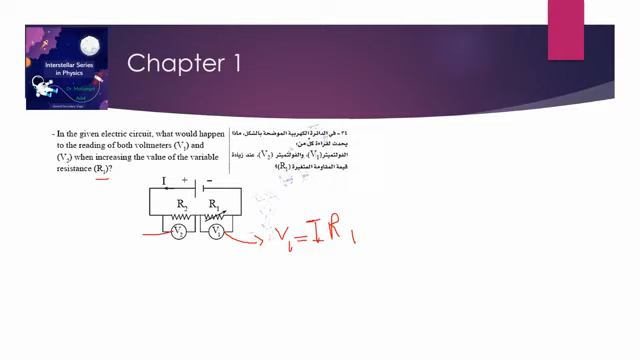 Interstellar Series
in Physics
Chapter 1
- In the given electric circuit, what would happen
to the reading of both voltmeters (V₁) and
(V₂) when increasing the value of the variable
resistance (R₁)?
٢٤- في الدائرة الكهربية الموضحة بالشكل، ماذا
يحدث لقراءة كل من:
الفولتميتر (V₁)، والفولتميتر (V₂)، عند زيادة
قيمة المقاومة المتغيرة (R₁)؟
I + -
R₂ R₁
V₂ V₁
V₁ = I R₁